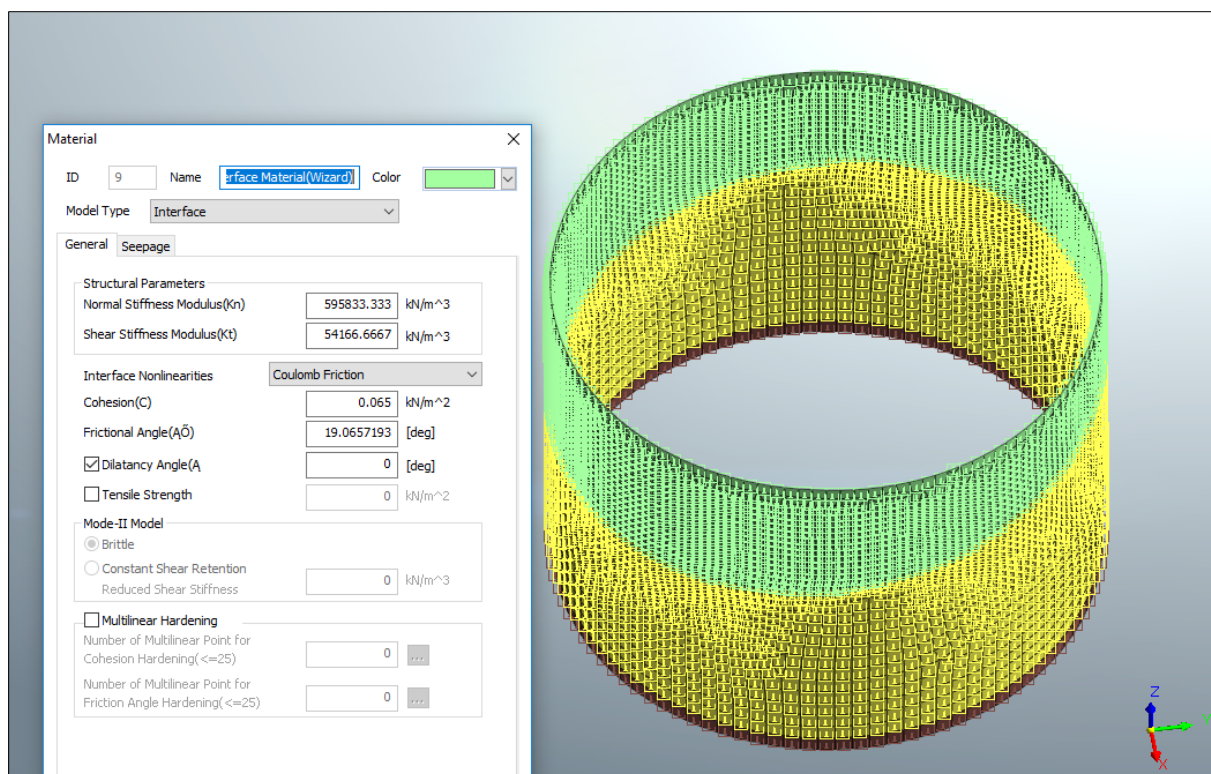 Material
ID 9 Name erface Material(Wizard) Color
Model Type Interface
General Seepage
Structural Parameters
Normal Stiffness Modulus(Kn) 595833.333 kN/m^3
Shear Stiffness Modulus(Kt) 54166.6667 kN/m^3
Interface Nonlinearities Coulomb Friction
Cohesion(C) 0.065 kN/m^2
Frictional Angle(ĄŐ) 19.0657193 [deg]
Dilatancy Angle(Ą 0 [deg]
Tensile Strength 0 kN/m^2
Mode-II Model
Brittle
Constant Shear Retention
Reduced Shear Stiffness 0 kN/m^3
Multilinear Hardening
Number of Multilinear Point for
Cohesion Hardening(<=25) 0 ...
Number of Multilinear Point for
Friction Angle Hardening(<=25) 0 ...
Z
Y
X